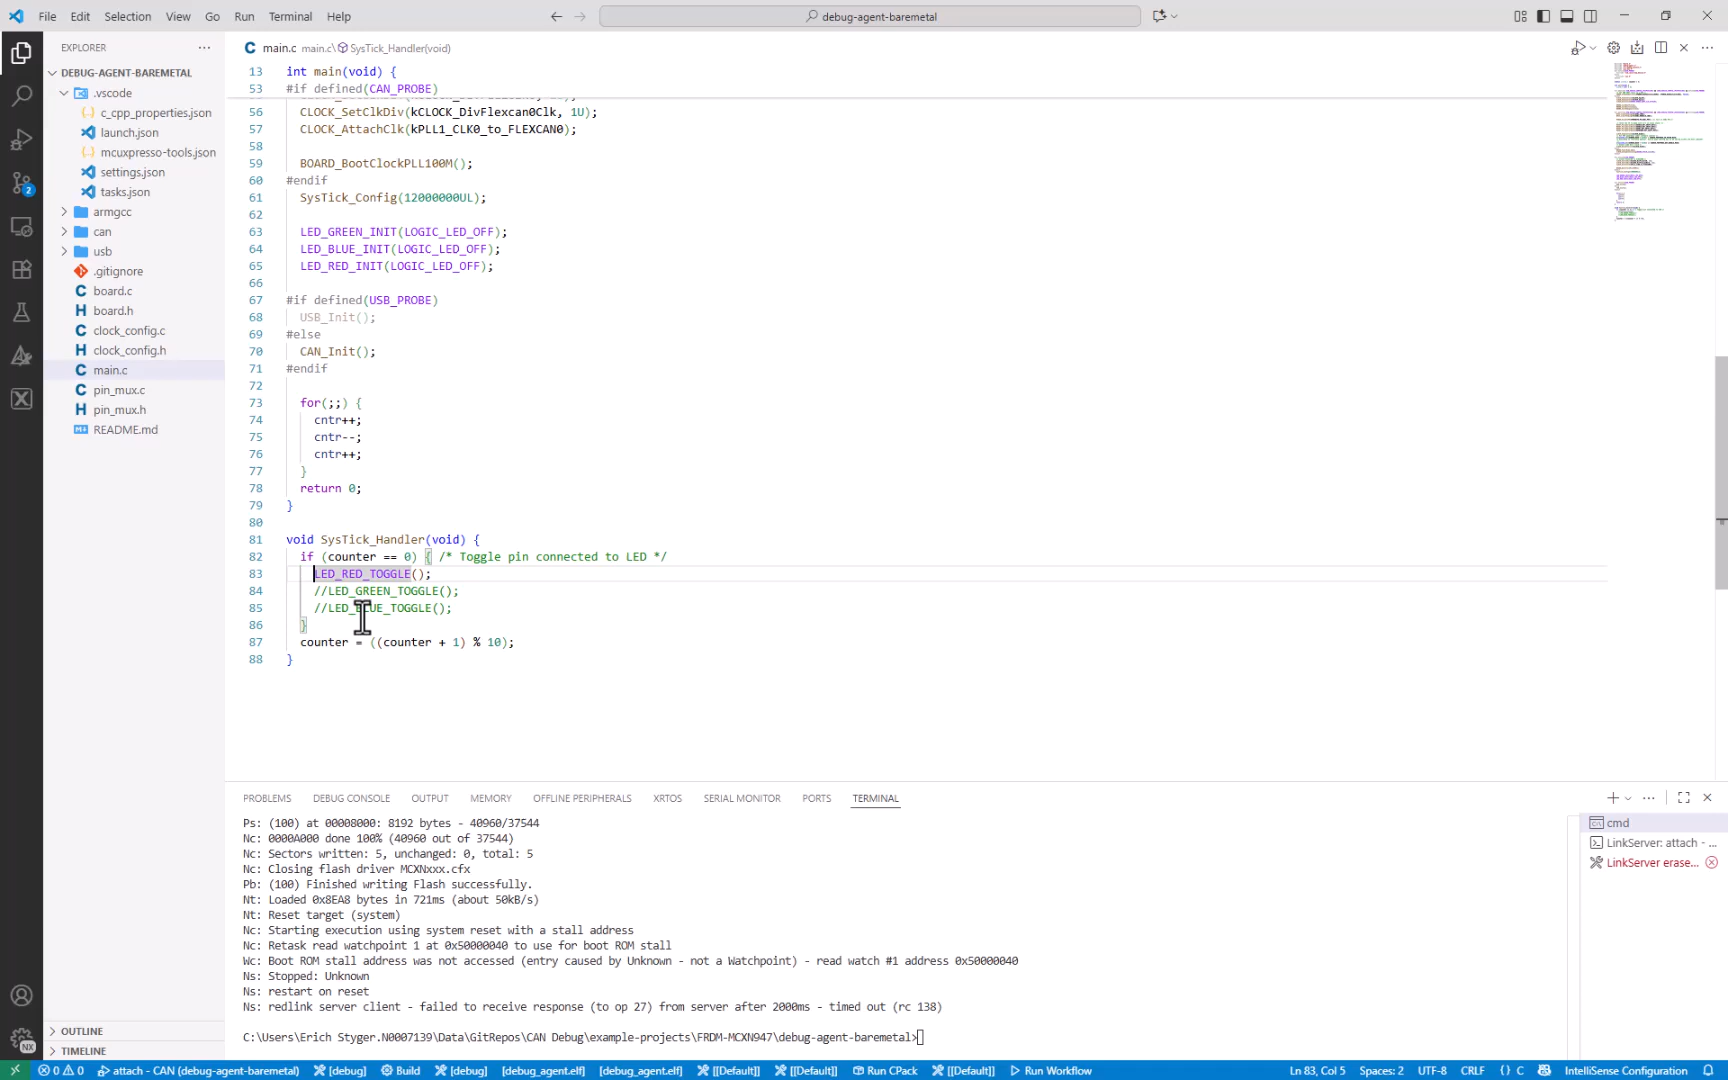 File Edit Selection View Go Run Terminal Help
debug-agent-baremetal
EXPLORER
DEBUG-AGENT-BAREMETAL
.vscode
c_cpp_properties.json
launch.json
mcuxpresso-tools.json
settings.json
tasks.json
armgcc
can
usb
.gitignore
board.c
board.h
clock_config.c
clock_config.h
main.c
pin_mux.c
pin_mux.h
README.md
OUTLINE
TIMELINE
2
NX
main.c main.c\ SysTick_Handler(void)
13 int main(void) {
53 #if defined(CAN_PROBE)
56 CLOCK_SetClkDiv(kCLOCK_DivFlexcan0Clk, 1U);
57 CLOCK_AttachClk(kPLL1_CLK0_to_FLEXCAN0);
58
59 BOARD_BootClockPLL100M();
60 #endif
61 SysTick_Config(12000000UL);
62
63 LED_GREEN_INIT(LOGIC_LED_OFF);
64 LED_BLUE_INIT(LOGIC_LED_OFF);
65 LED_RED_INIT(LOGIC_LED_OFF);
66
67 #if defined(USB_PROBE)
68 USB_Init();
69 #else
70 CAN_Init();
71 #endif
72
73 for(;;) {
74 cntr++;
75 cntr--;
76 cntr++;
77 }
78 return 0;
79 }
80
81 void SysTick_Handler(void) {
82 if (counter == 0) { /* Toggle pin connected to LED */
83 LED_RED_TOGGLE();
84 //LED_GREEN_TOGGLE();
85 //LED_BLUE_TOGGLE();
86 }
87 counter = ((counter + 1) % 10);
88 }
PROBLEMS DEBUG CONSOLE OUTPUT MEMORY OFFLINE PERIPHERALS XRTOS SERIAL MONITOR PORTS TERMINAL
Ps: (100) at 00008000: 8192 bytes - 40960/37544
Nc: 0000A000 done 100% (40960 out of 37544)
Nc: Sectors written: 5, unchanged: 0, total: 5
Nc: Closing flash driver MCXNxxx.cfx
Pb: (100) Finished writing Flash successfully.
Nt: Loaded 0x8EA8 bytes in 721ms (about 50kB/s)
Nt: Reset target (system)
Nc: Starting execution using system reset with a stall address
Nc: Retask read watchpoint 1 at 0x50000040 to use for boot ROM stall
Wc: Boot ROM stall address was not accessed (entry caused by Unknown - not a Watchpoint) - read watch #1 address 0x50000040
Ns: Stopped: Unknown
Ns: restart on reset
Ns: redlink server client - failed to receive response (to op 27) from server after 2000ms - timed out (rc 138)
C:\Users\Erich Styger.N0007139\Data\GitRepos\CAN Debug\example-projects\FRDM-MCXN947\debug-agent-baremetal>
cmd
LinkServer: attach - ...
LinkServer erase...
0 0 attach - CAN (debug-agent-baremetal) [debug] Build [debug] [debug_agent.elf] [debug_agent.elf] [[Default]] [[Default]] Run CPack [[Default]] Run Workflow Ln 83, Col 5 Spaces: 2 UTF-8 CRLF {} C IntelliSense Configuration